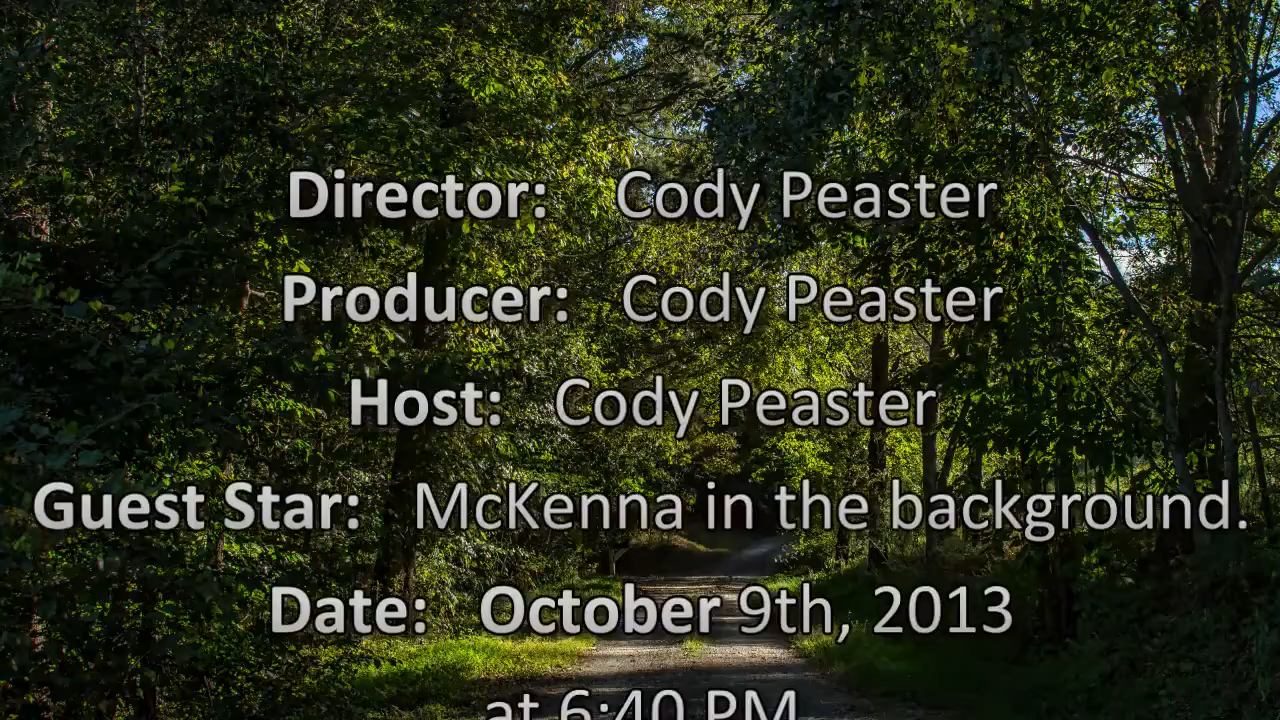 Director: Cody Peaster
Producer: Cody Peaster
Host: Cody Peaster
Guest Star: McKenna in the background.
Date: October 9th, 2013
at 6:40 PM